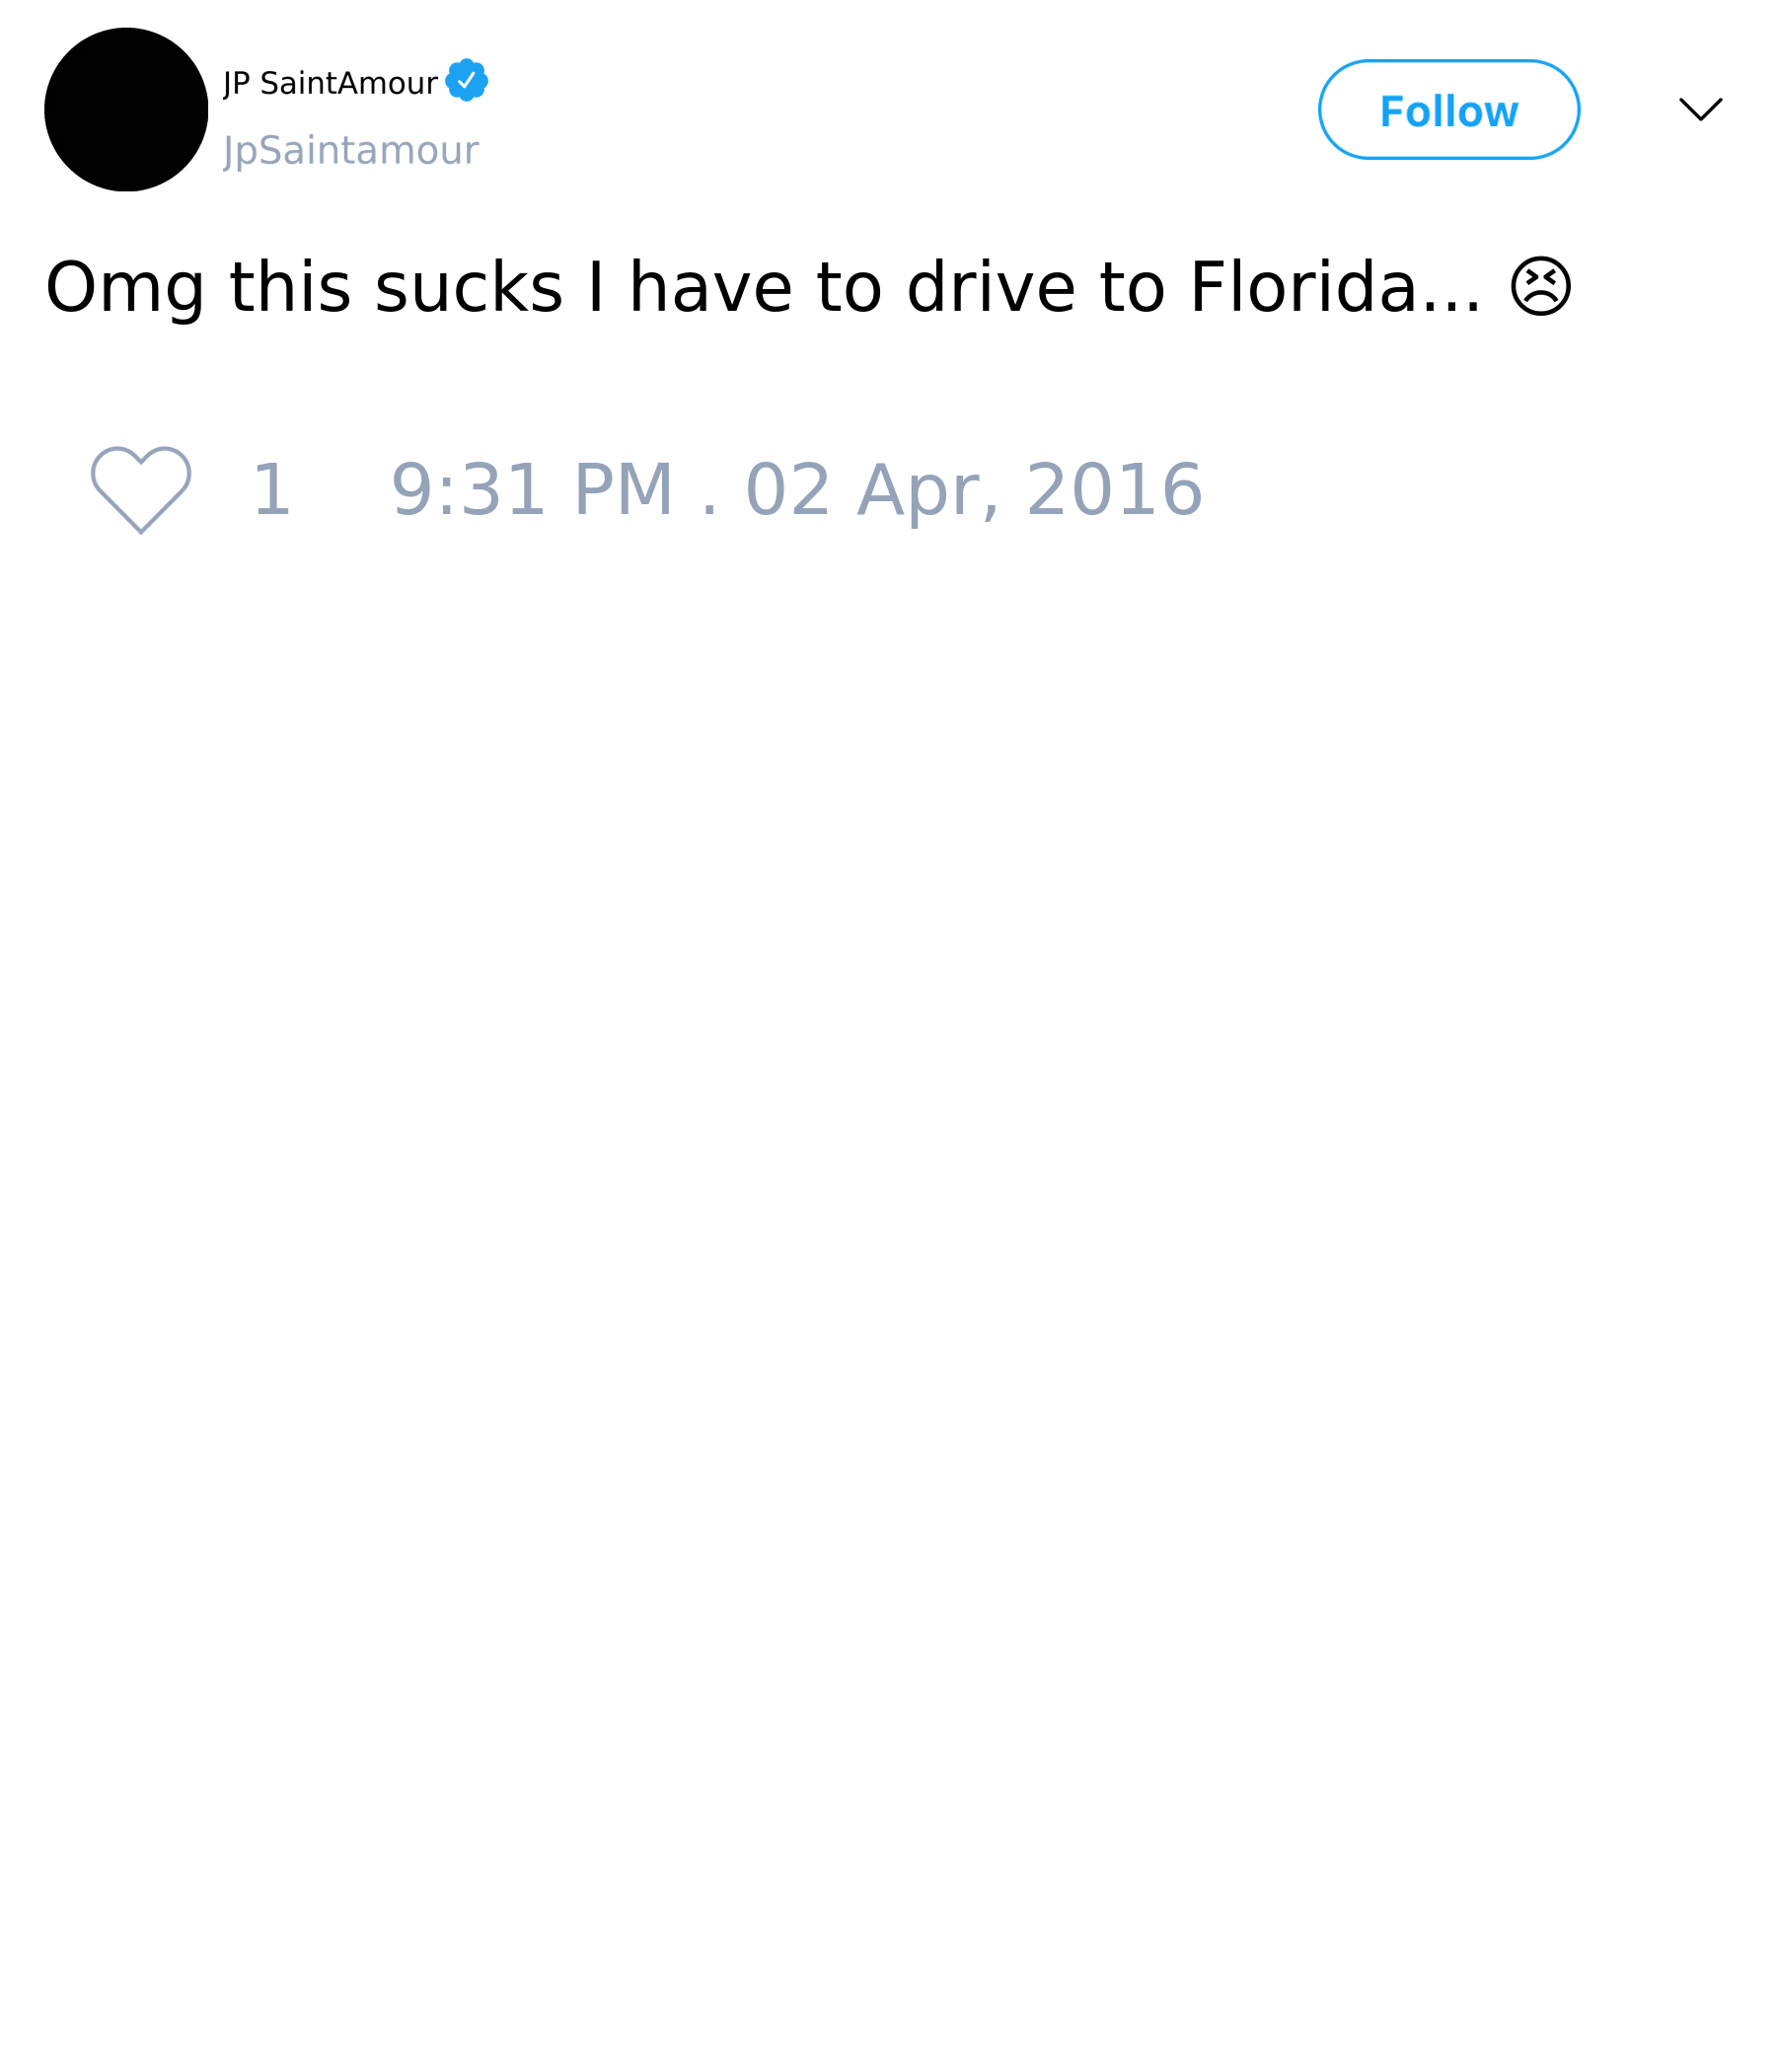 JP SaintAmour
JpSaintamour
Follow
Omg this sucks I have to drive to Florida... 😣
1 9:31 PM . 02 Apr, 2016